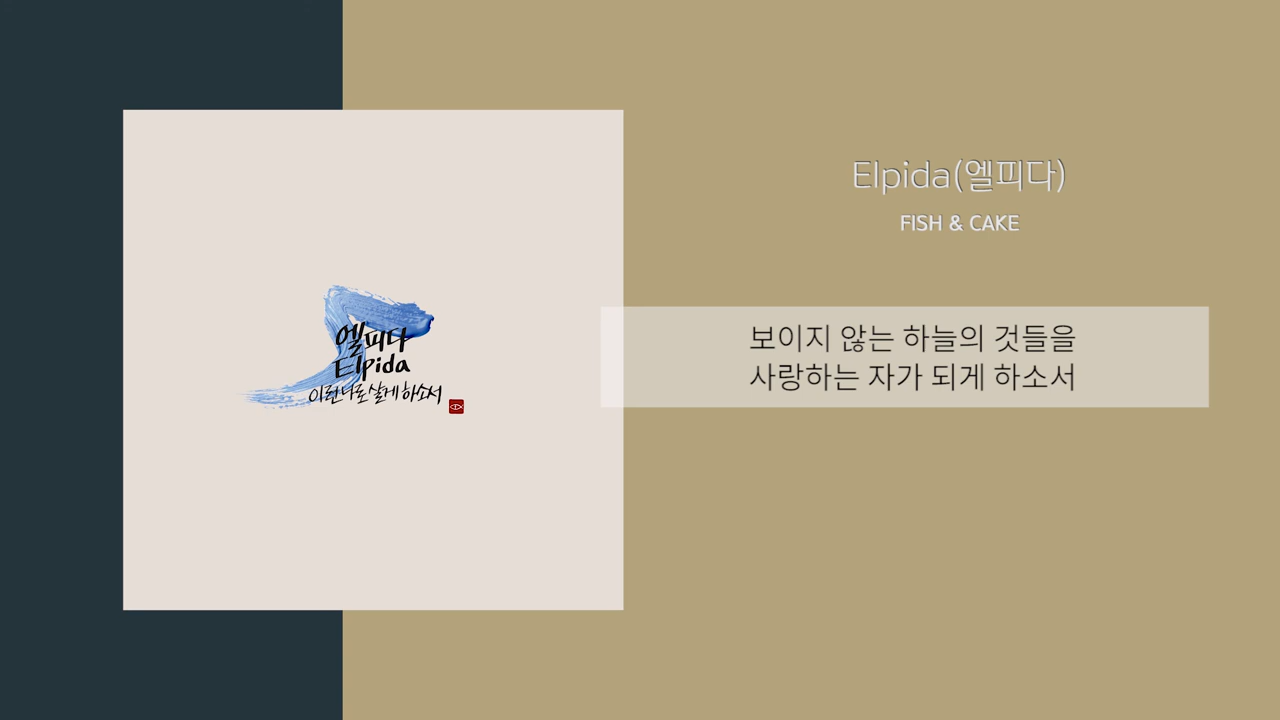 엘피다
Elpida
이런 나로 살게 하소서
Elpida(엘피다)
FISH & CAKE
보이지 않는 하늘의 것들을
사랑하는 자가 되게 하소서